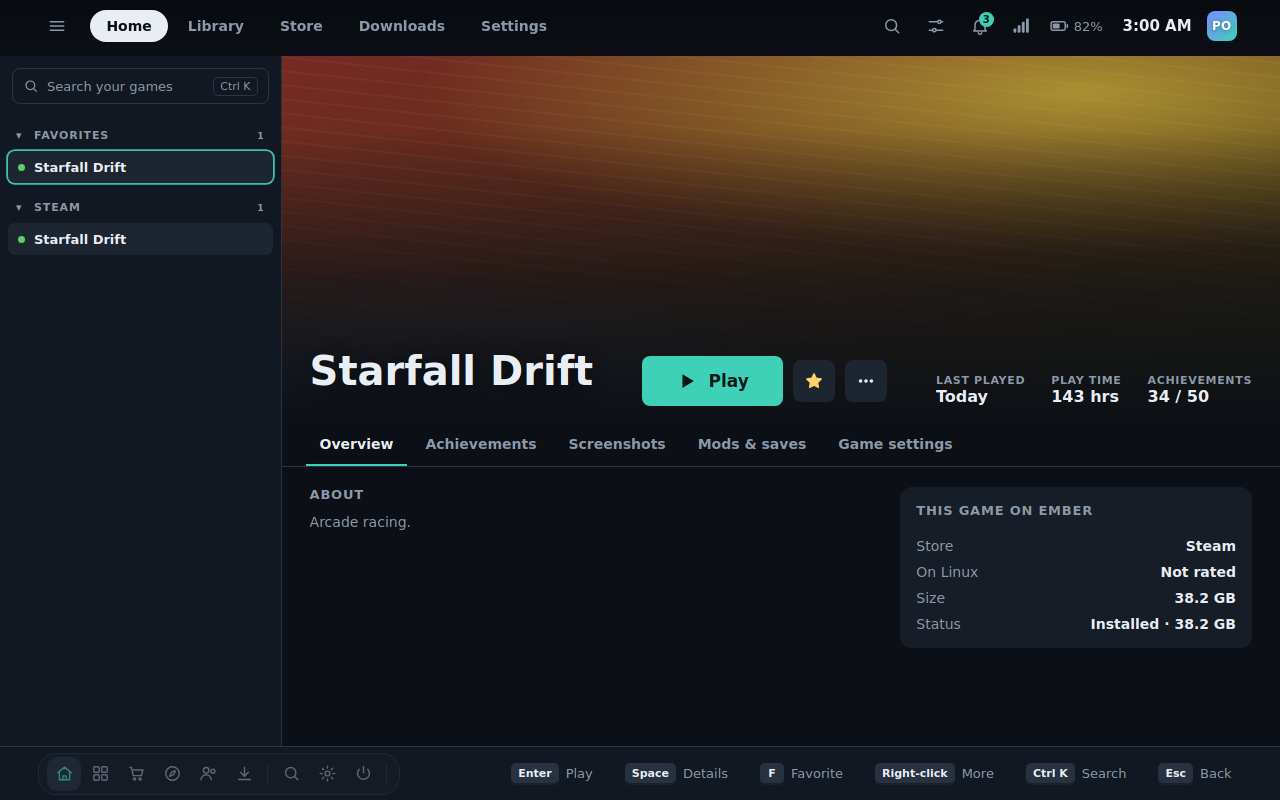 Home Library Store Downloads Settings 3 82% 3:00 AM PO
Search your games Ctrl K
FAVORITES 1
Starfall Drift
STEAM 1
Starfall Drift
Starfall Drift
Play
LAST PLAYED PLAY TIME ACHIEVEMENTS
Today 143 hrs 34 / 50
Overview Achievements Screenshots Mods & saves Game settings
ABOUT
Arcade racing.
THIS GAME ON EMBER
Store Steam
On Linux Not rated
Size 38.2 GB
Status Installed · 38.2 GB
Enter Play Space Details F Favorite Right-click More Ctrl K Search Esc Back